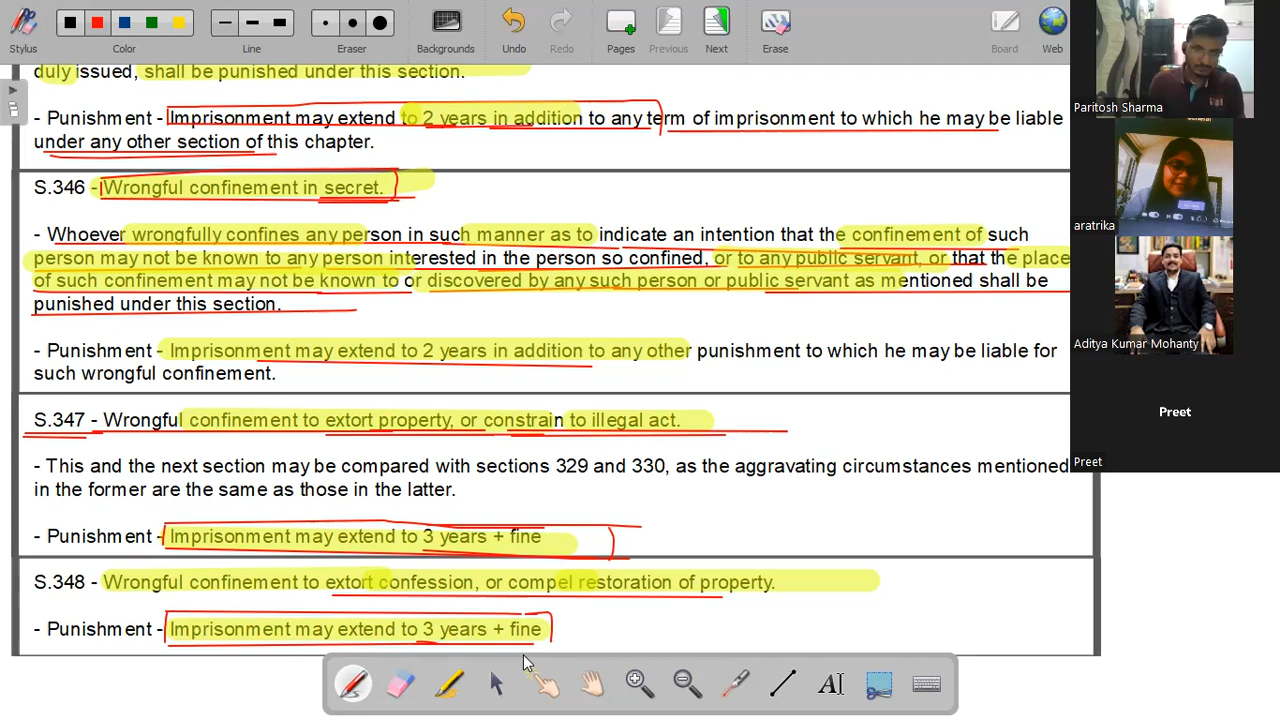 Stylus
Color
Line
Eraser
Backgrounds
Undo
Redo
Pages
Previous
Next
Erase
Board
Web
duly issued, shall be punished under this section.
- Punishment - Imprisonment may extend to 2 years in addition to any term of imprisonment to which he may be liable
under any other section of this chapter.
S.346 - Wrongful confinement in secret.
- Whoever wrongfully confines any person in such manner as to indicate an intention that the confinement of such
person may not be known to any person interested in the person so confined, or to any public servant, or that the place
of such confinement may not be known to or discovered by any such person or public servant as mentioned shall be
punished under this section.
- Punishment - Imprisonment may extend to 2 years in addition to any other punishment to which he may be liable for
such wrongful confinement.
S.347 - Wrongful confinement to extort property, or constrain to illegal act.
- This and the next section may be compared with sections 329 and 330, as the aggravating circumstances mentioned
in the former are the same as those in the latter.
- Punishment - Imprisonment may extend to 3 years + fine
S.348 - Wrongful confinement to extort confession, or compel restoration of property.
- Punishment - Imprisonment may extend to 3 years + fine
Paritosh Sharma
aratrika
Aditya Kumar Mohanty
Preet
Preet